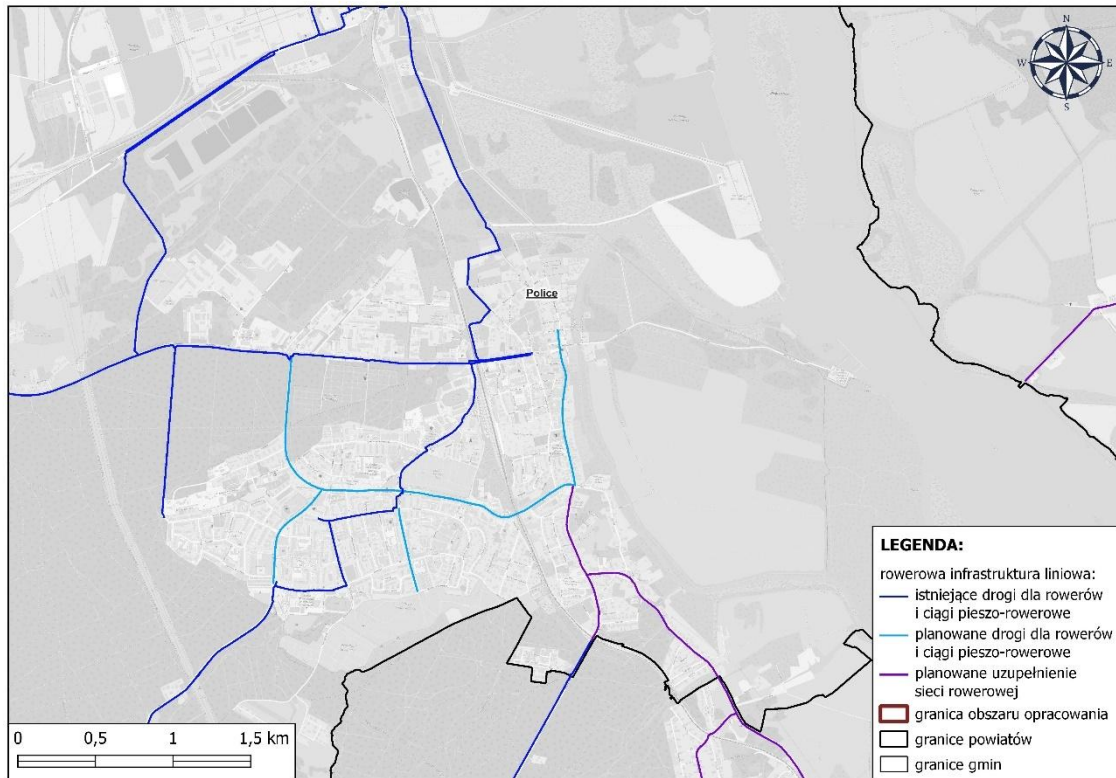 N
W
E
S
Police
LEGENDA:
rowerowa infrastruktura liniowa:
istniejące drogi dla rowerów
i ciągi pieszo-rowerowe
planowane drogi dla rowerów
i ciągi pieszo-rowerowe
planowane uzupełnienie
sieci rowerowej
granica obszaru opracowania
granice powiatów
granice gmin
0 0,5 1 1,5 km